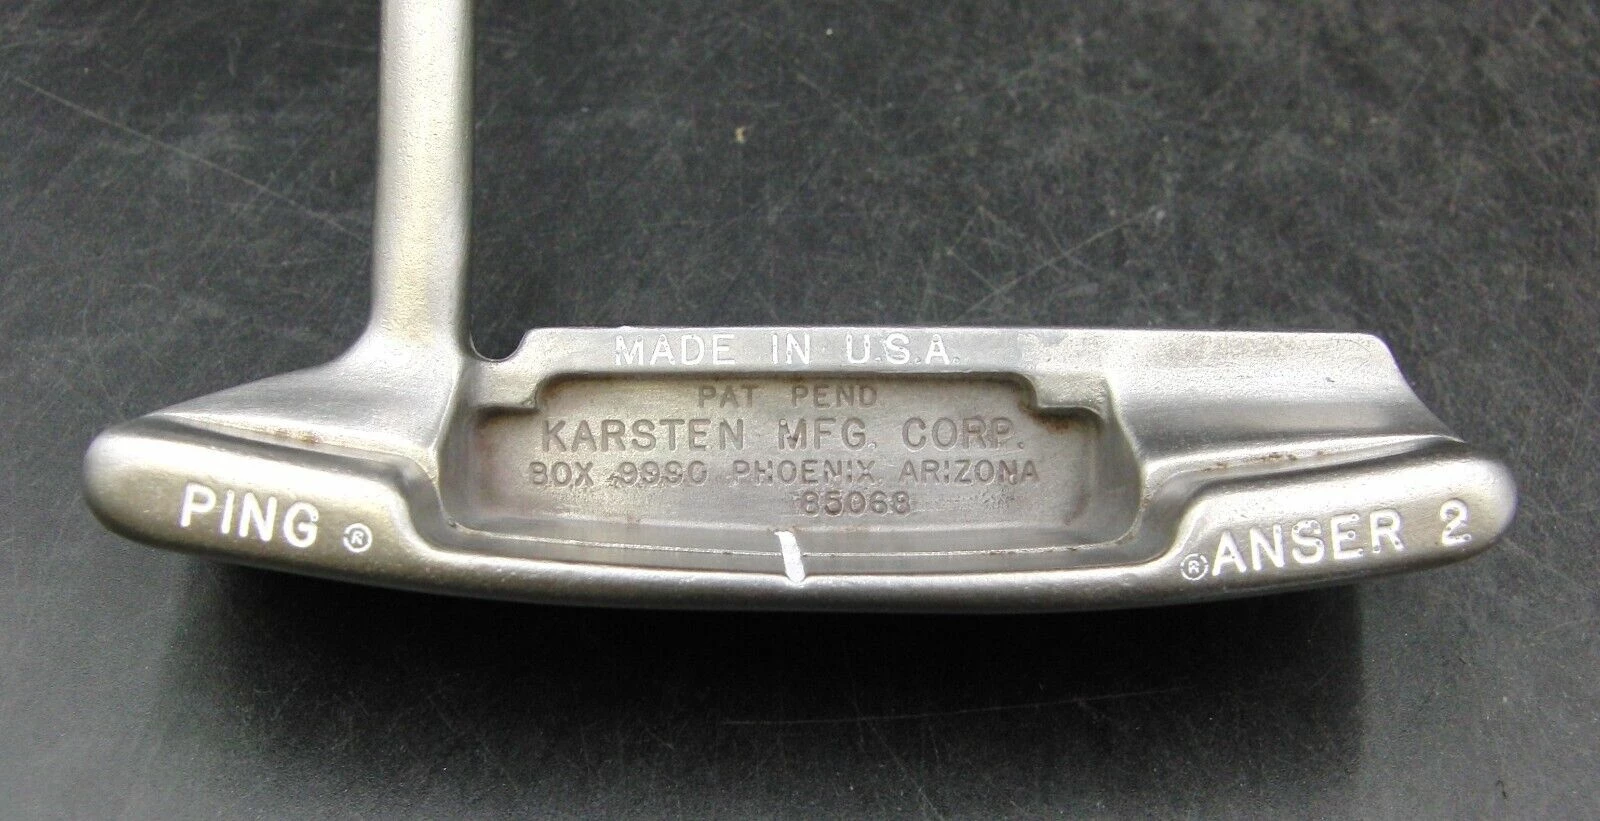 MADE IN U.S.A.
PAT PEND
KARSTEN MFG. CORP.
BOX 9990 PHOENIX, ARIZONA
85068
PING ®
® ANSER 2